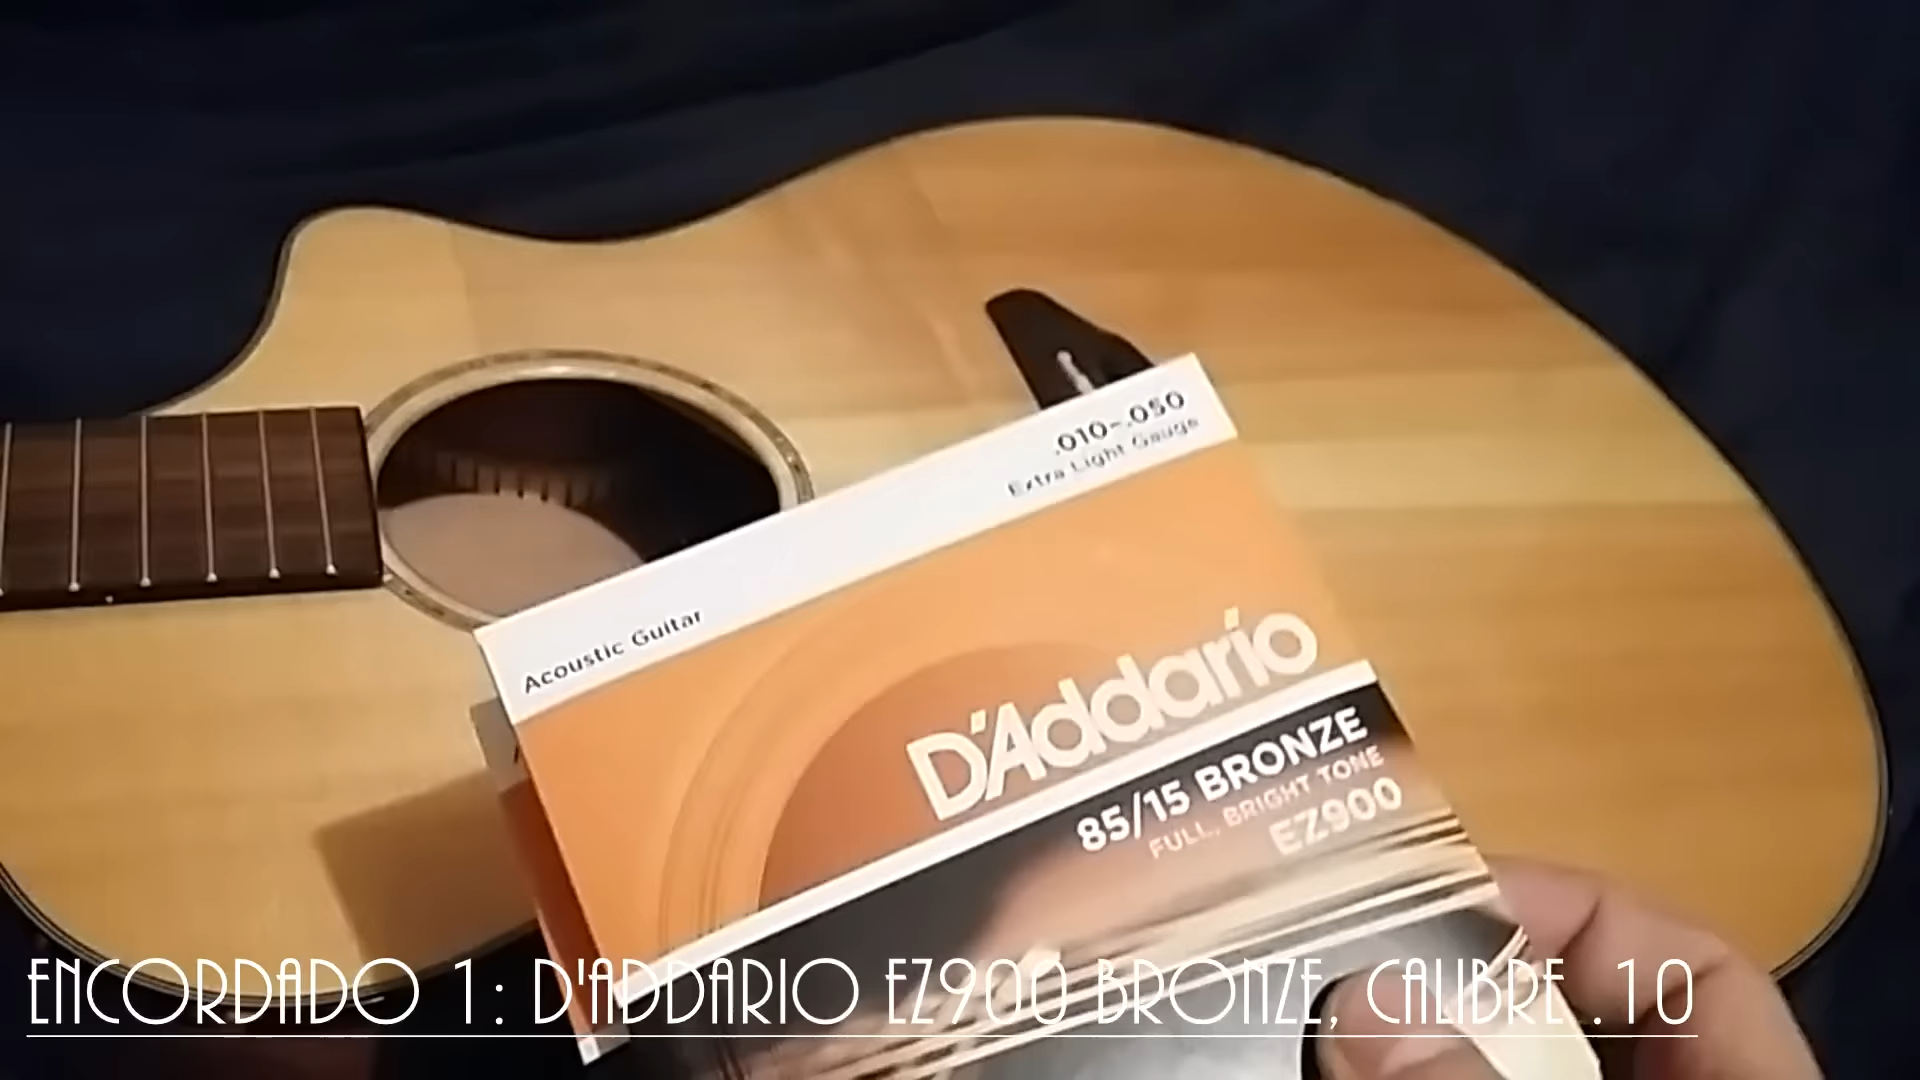 .010-.050
Extra Light Gauge
Acoustic Guitar
D'Addario
85/15 BRONZE
FULL, BRIGHT TONE
EZ900
ENCORDADO 1: D'ADDARIO EZ900 BRONZE, CALIBRE .10